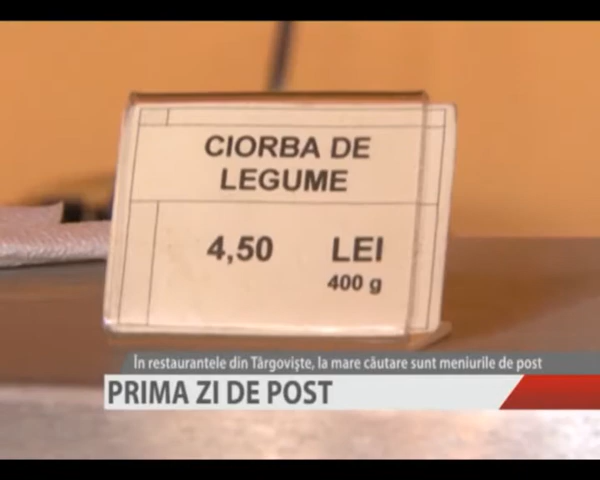 CIORBA DE
LEGUME
4,50 LEI
400 g
În restaurantele din Târgoviște, la mare căutare sunt meniurile de post
PRIMA ZI DE POST